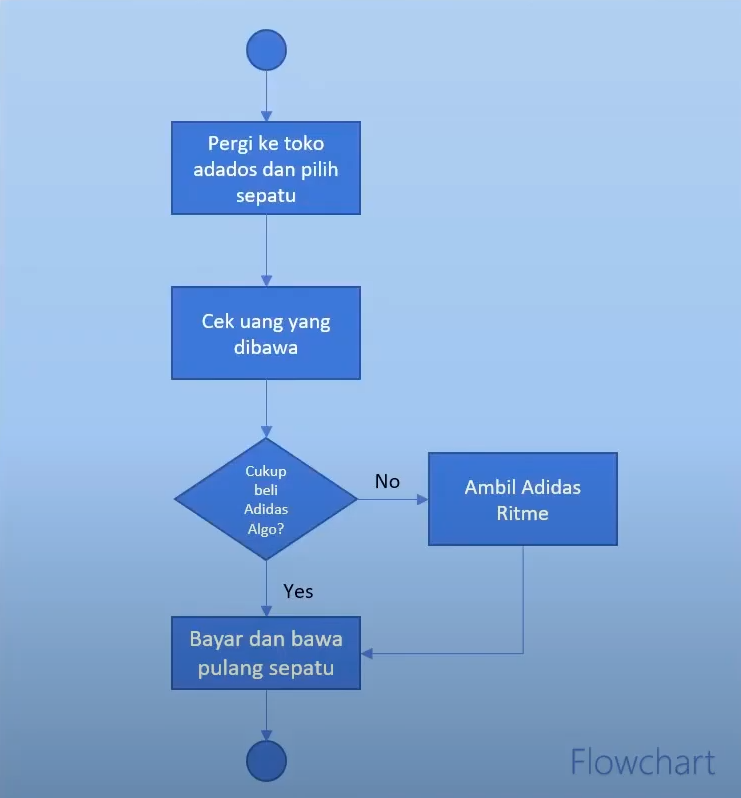 Pergi ke toko
adados dan pilih
sepatu
Cek uang yang
dibawa
Cukup
beli
Adidas
Algo?
No
Ambil Adidas
Ritme
Yes
Bayar dan bawa
pulang sepatu
Flowchart